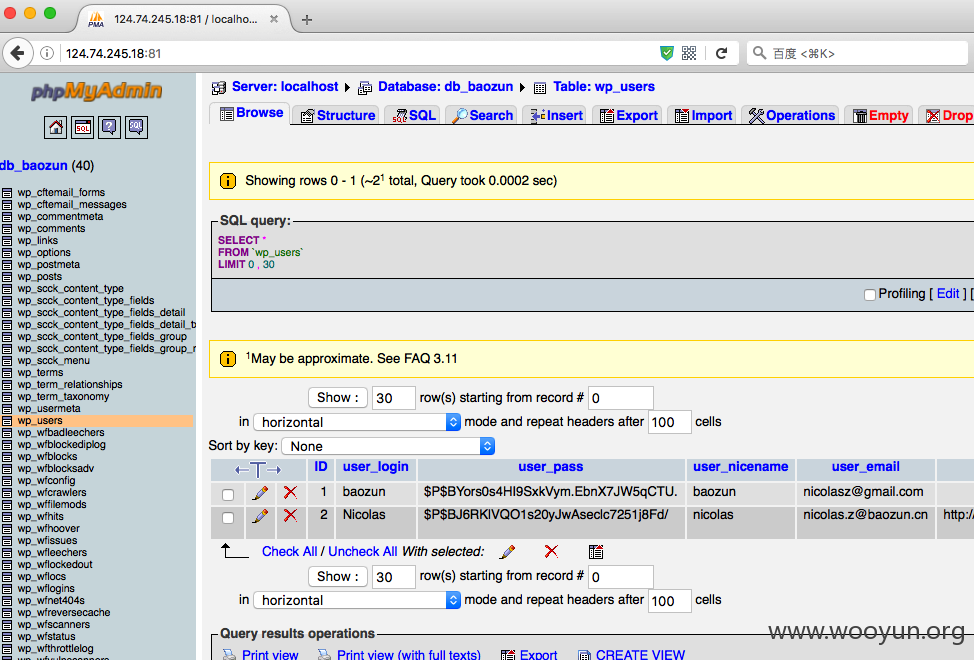 124.74.245.18:81 / localho...
124.74.245.18:81
百度 <⌘K>
phpMyAdmin
Server: localhost
Database: db_baozun
Table: wp_users
Browse
Structure
SQL
Search
Insert
Export
Import
Operations
Empty
Drop
db_baozun (40)
wp_cftemail_forms
wp_cftemail_messages
wp_commentmeta
wp_comments
wp_links
wp_options
wp_postmeta
wp_posts
wp_scck_content_type
wp_scck_content_type_fields
wp_scck_content_type_fields_detail
wp_scck_content_type_fields_detail_t
wp_scck_content_type_fields_group
wp_scck_content_type_fields_group_r
wp_scck_menu
wp_terms
wp_term_relationships
wp_term_taxonomy
wp_usermeta
wp_users
wp_wfbadleechers
wp_wfblockediplog
wp_wfblocks
wp_wfblocksadv
wp_wfconfig
wp_wfcrawlers
wp_wffilemods
wp_wfhits
wp_wfhoover
wp_wfissues
wp_wfleechers
wp_wflockedout
wp_wflocs
wp_wflogins
wp_wfnet404s
wp_wfreversecache
wp_wfscanners
wp_wfstatus
wp_wfthrottlelog
Showing rows 0 - 1 (~2¹ total, Query took 0.0002 sec)
SQL query:
SELECT *
FROM `wp_users`
LIMIT 0 , 30
Profiling [ Edit ] [
¹May be approximate. See FAQ 3.11
Show : 30 row(s) starting from record # 0
in horizontal mode and repeat headers after 100 cells
Sort by key: None
ID user_login user_pass user_nicename user_email
1 baozun $P$BYors0s4HI9SxkVym.EbnX7JW5qCTU. baozun nicolasz@gmail.com
2 Nicolas $P$BJ6RKlVQO1s20yJwAseclc7251j8Fd/ nicolas nicolas.z@baozun.cn http:/
Check All / Uncheck All With selected:
Show : 30 row(s) starting from record # 0
in horizontal mode and repeat headers after 100 cells
Query results operations
Print view
Print view (with full texts)
Export
CREATE VIEW
www.wooyun.org